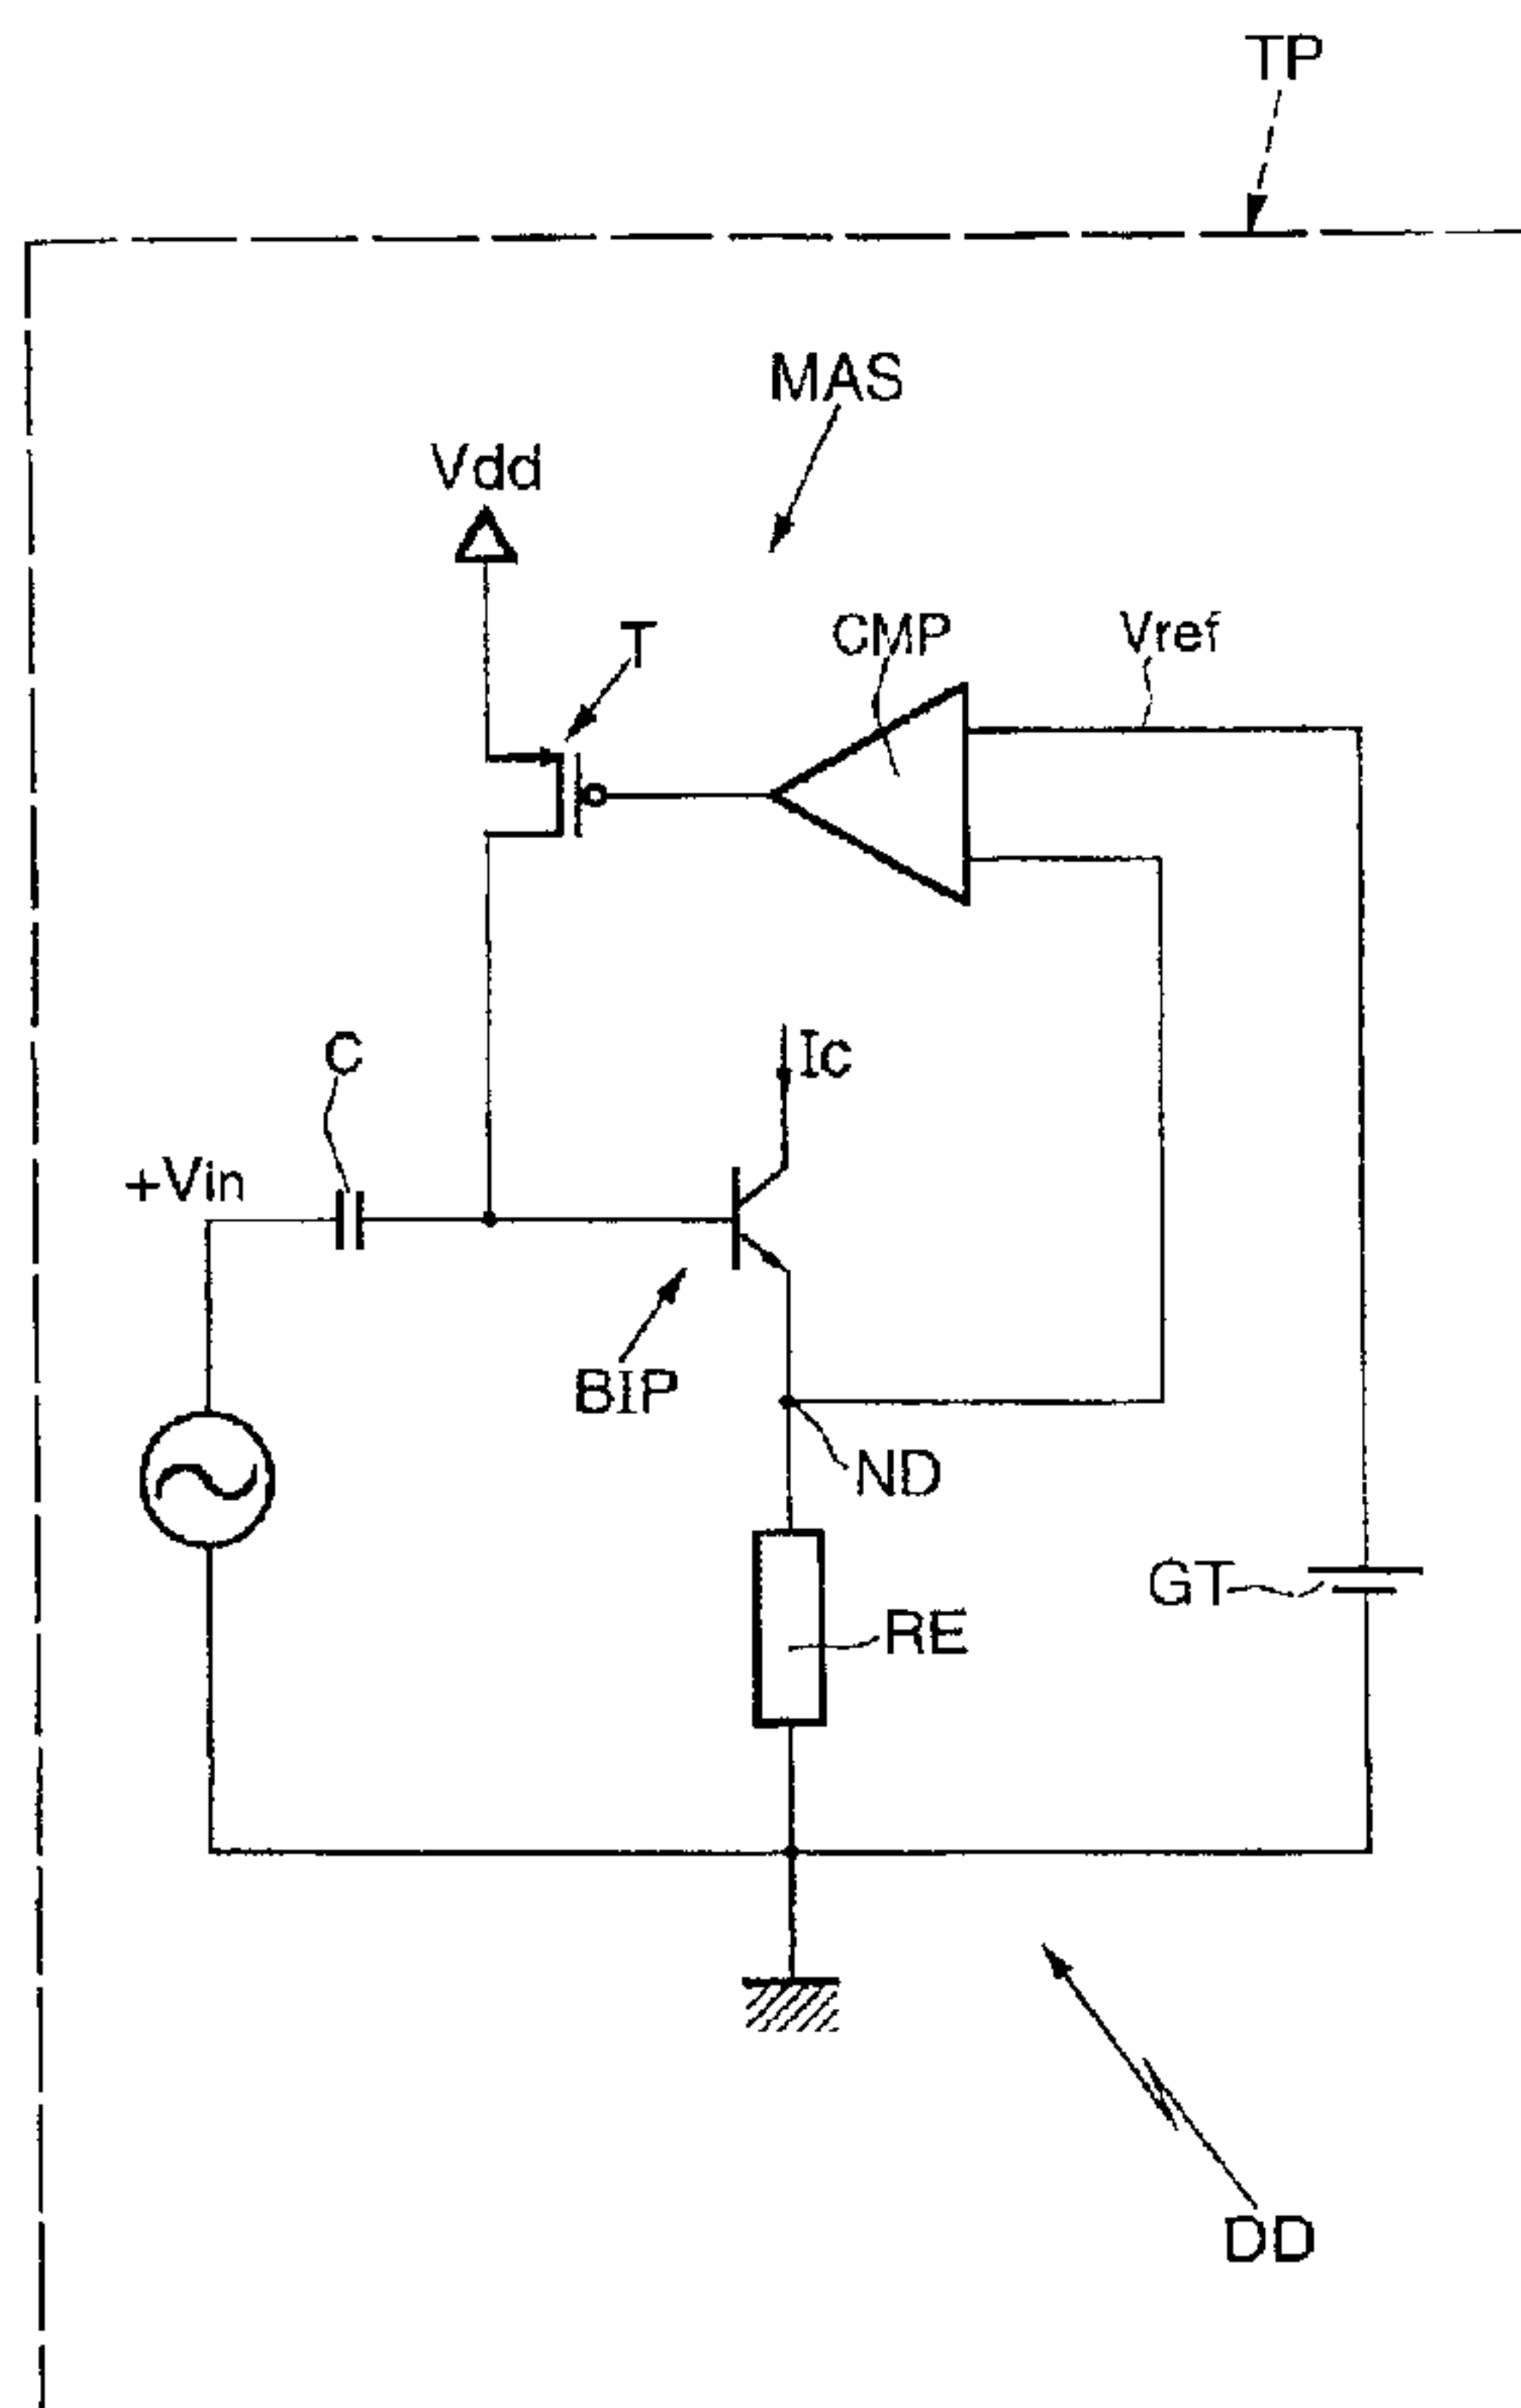 TP
MAS
Vdd
T
CMP
Vref
C
Ic
+Vin
BIP
ND
GT
RE
DD